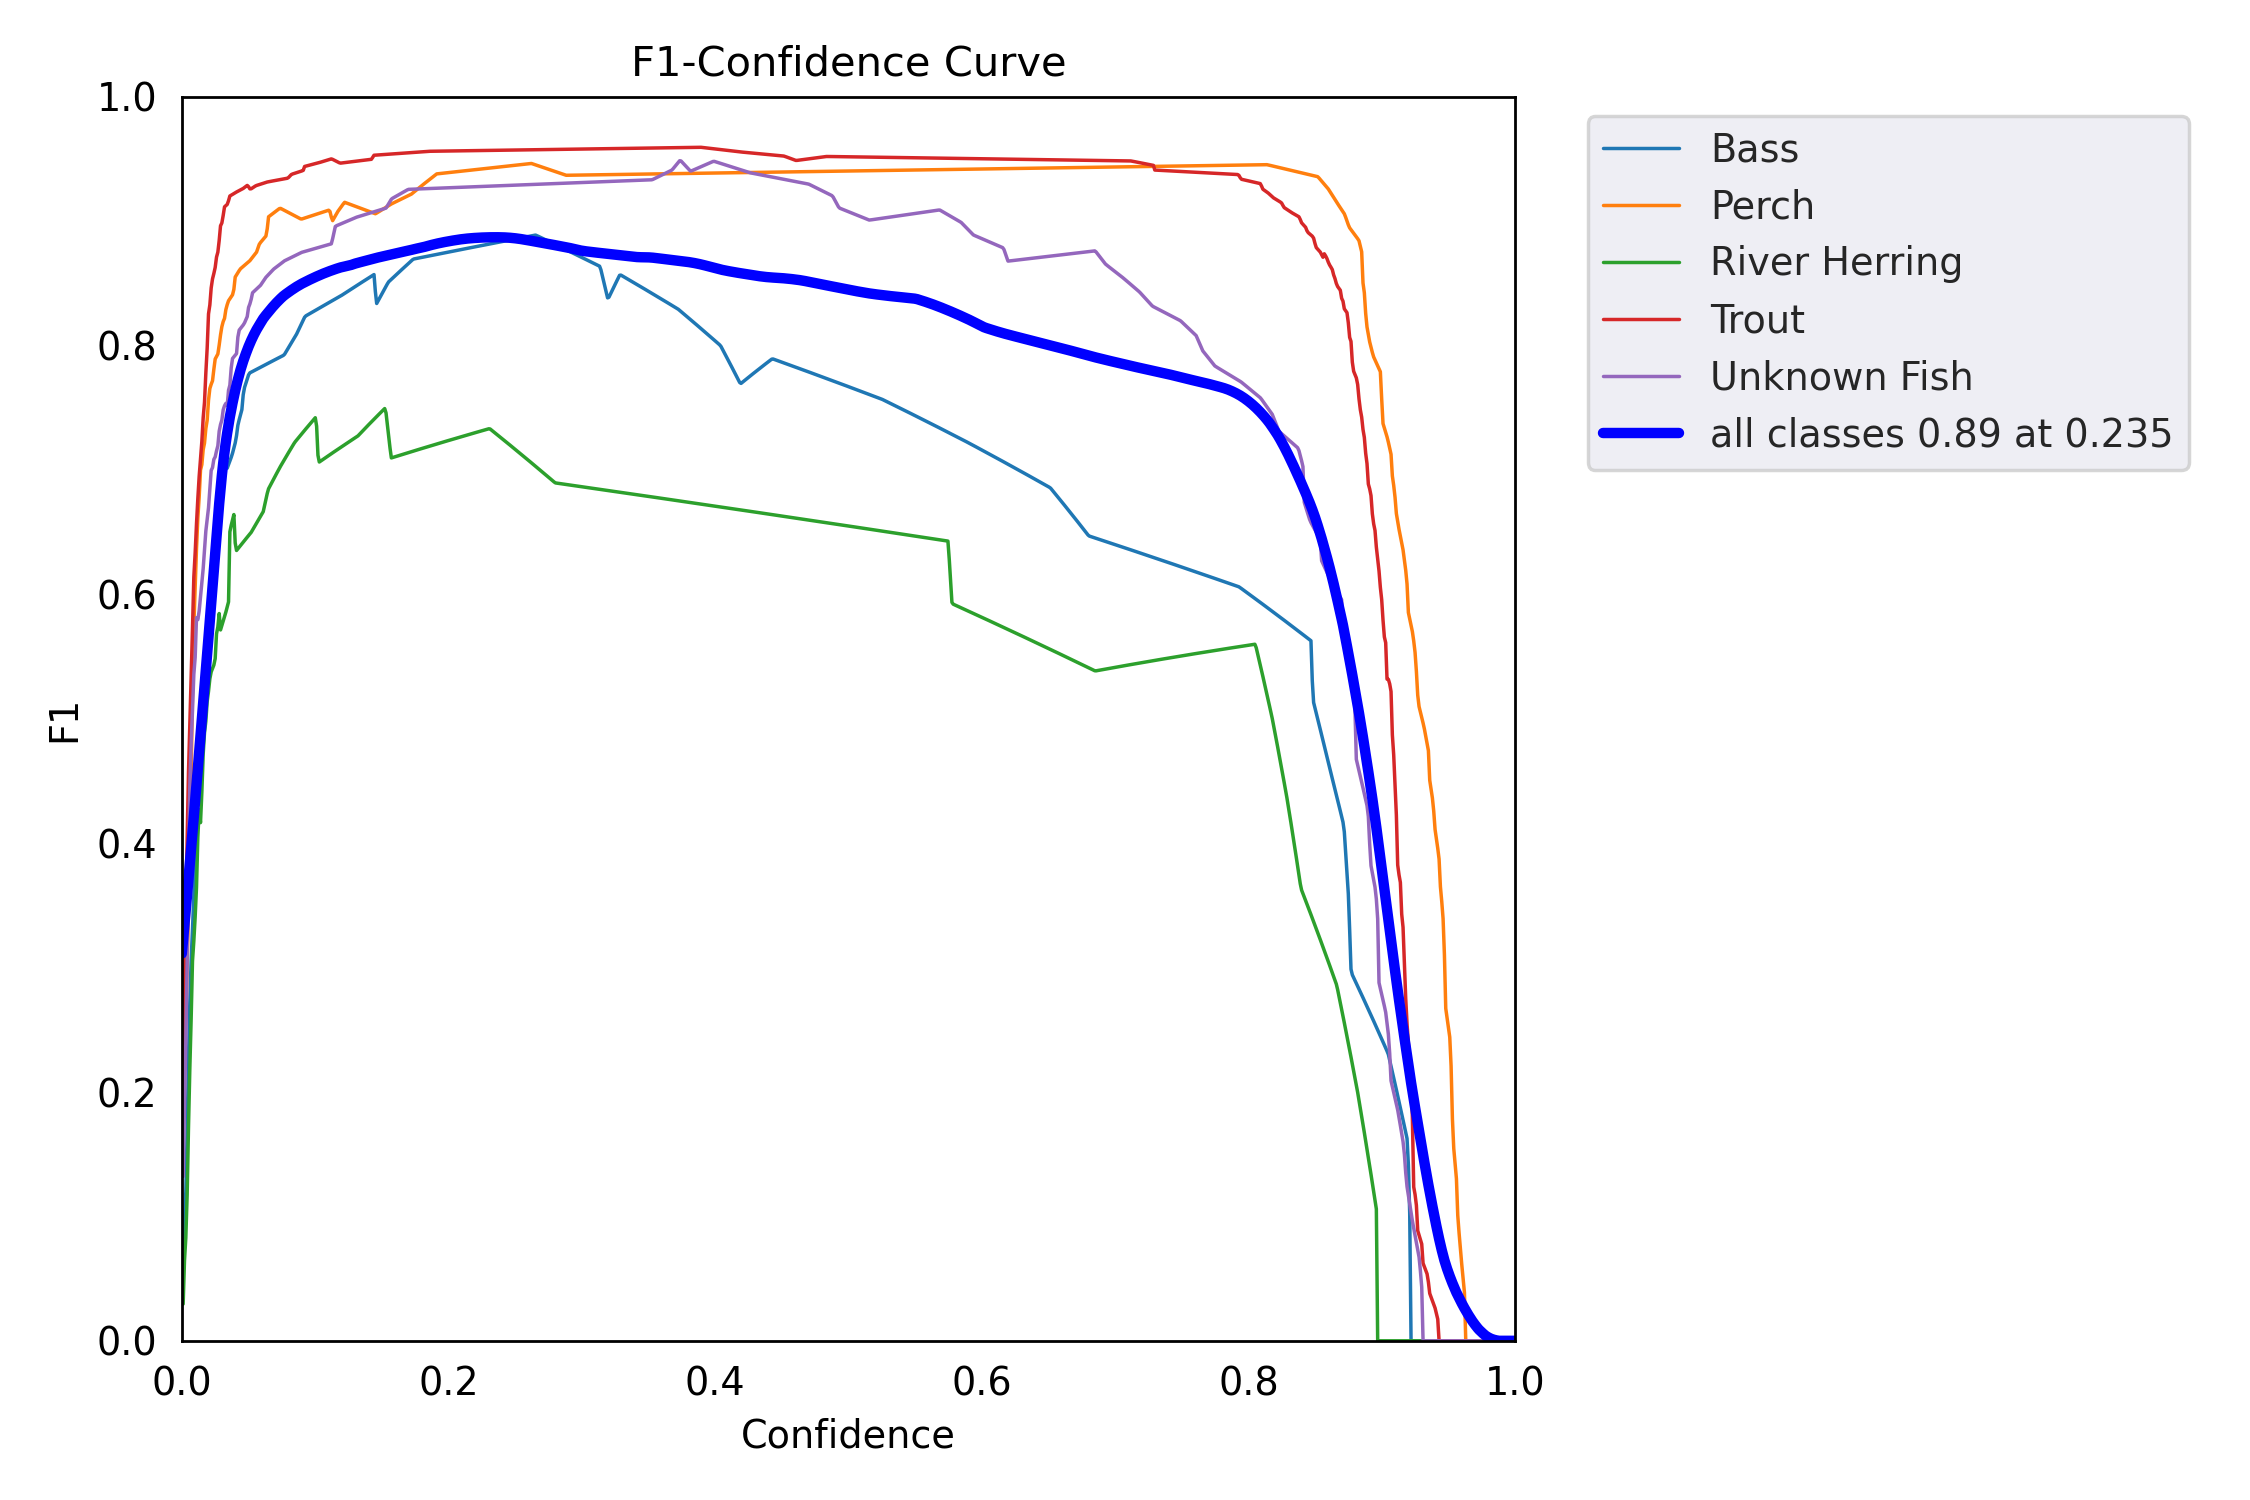 F1-Confidence Curve
1.0
0.8
0.6
0.4
0.2
0.0
F1
0.0 0.2 0.4 0.6 0.8 1.0
Confidence
Bass
Perch
River Herring
Trout
Unknown Fish
all classes 0.89 at 0.235